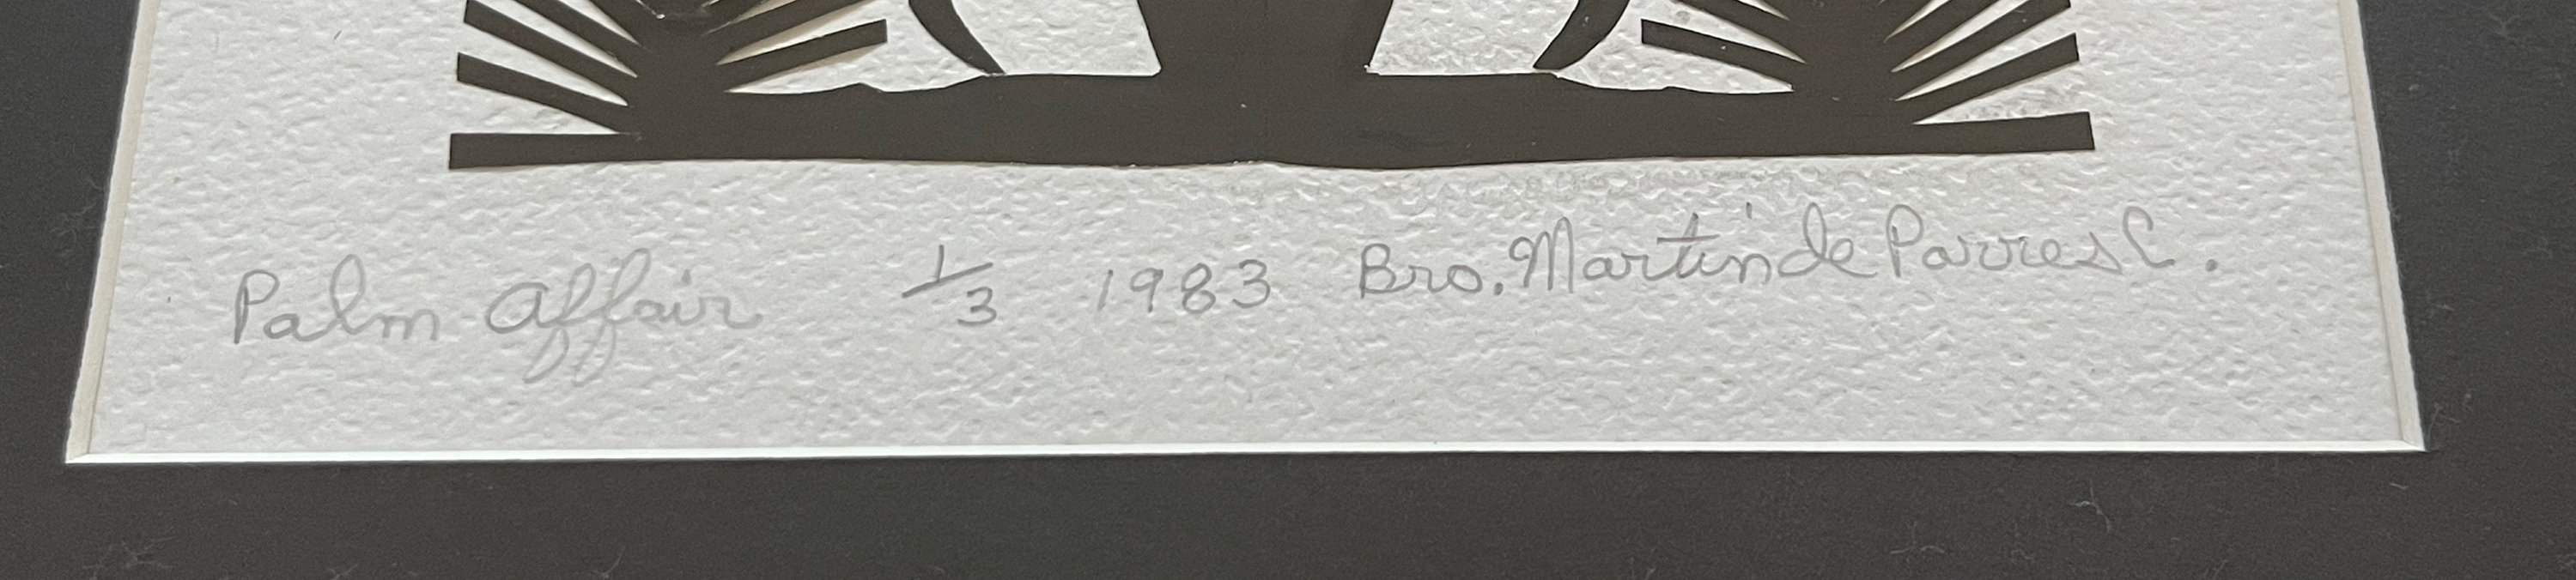 Palm Affair 1/3 1983 Bro. Martin de Porres C.